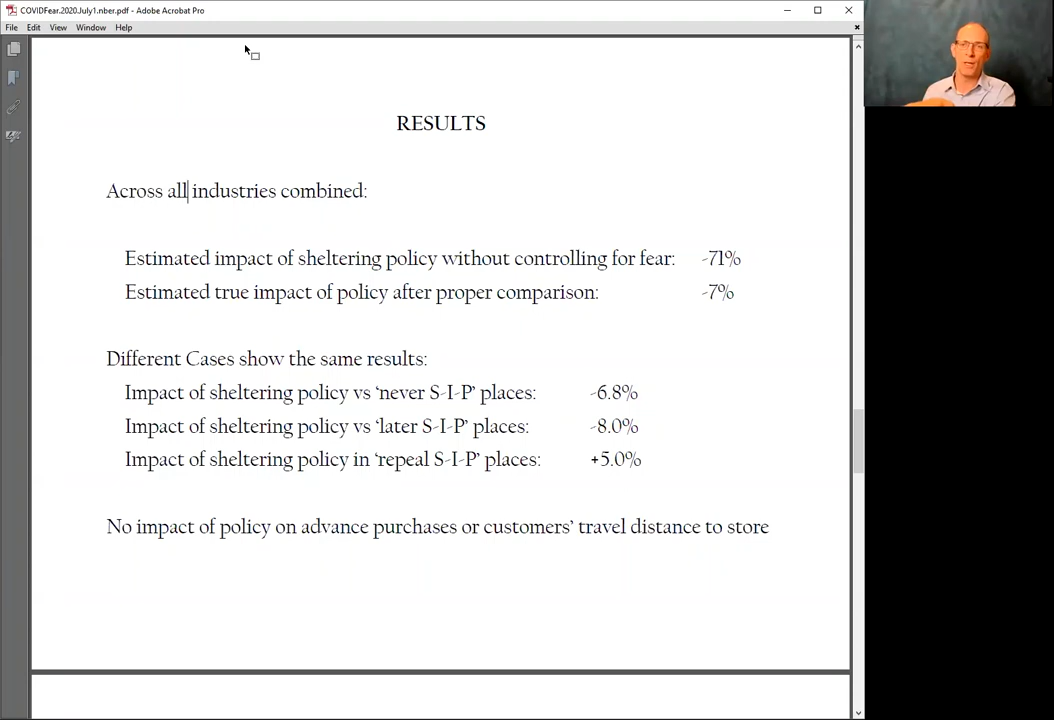 COVIDFear.2020.July1.nber.pdf - Adobe Acrobat Pro
File Edit View Window Help
RESULTS
Across all industries combined:
Estimated impact of sheltering policy without controlling for fear: -71%
Estimated true impact of policy after proper comparison: -7%
Different Cases show the same results:
Impact of sheltering policy vs ‘never S-I-P’ places: -6.8%
Impact of sheltering policy vs ‘later S-I-P’ places: -8.0%
Impact of sheltering policy in ‘repeal S-I-P’ places: +5.0%
No impact of policy on advance purchases or customers’ travel distance to store